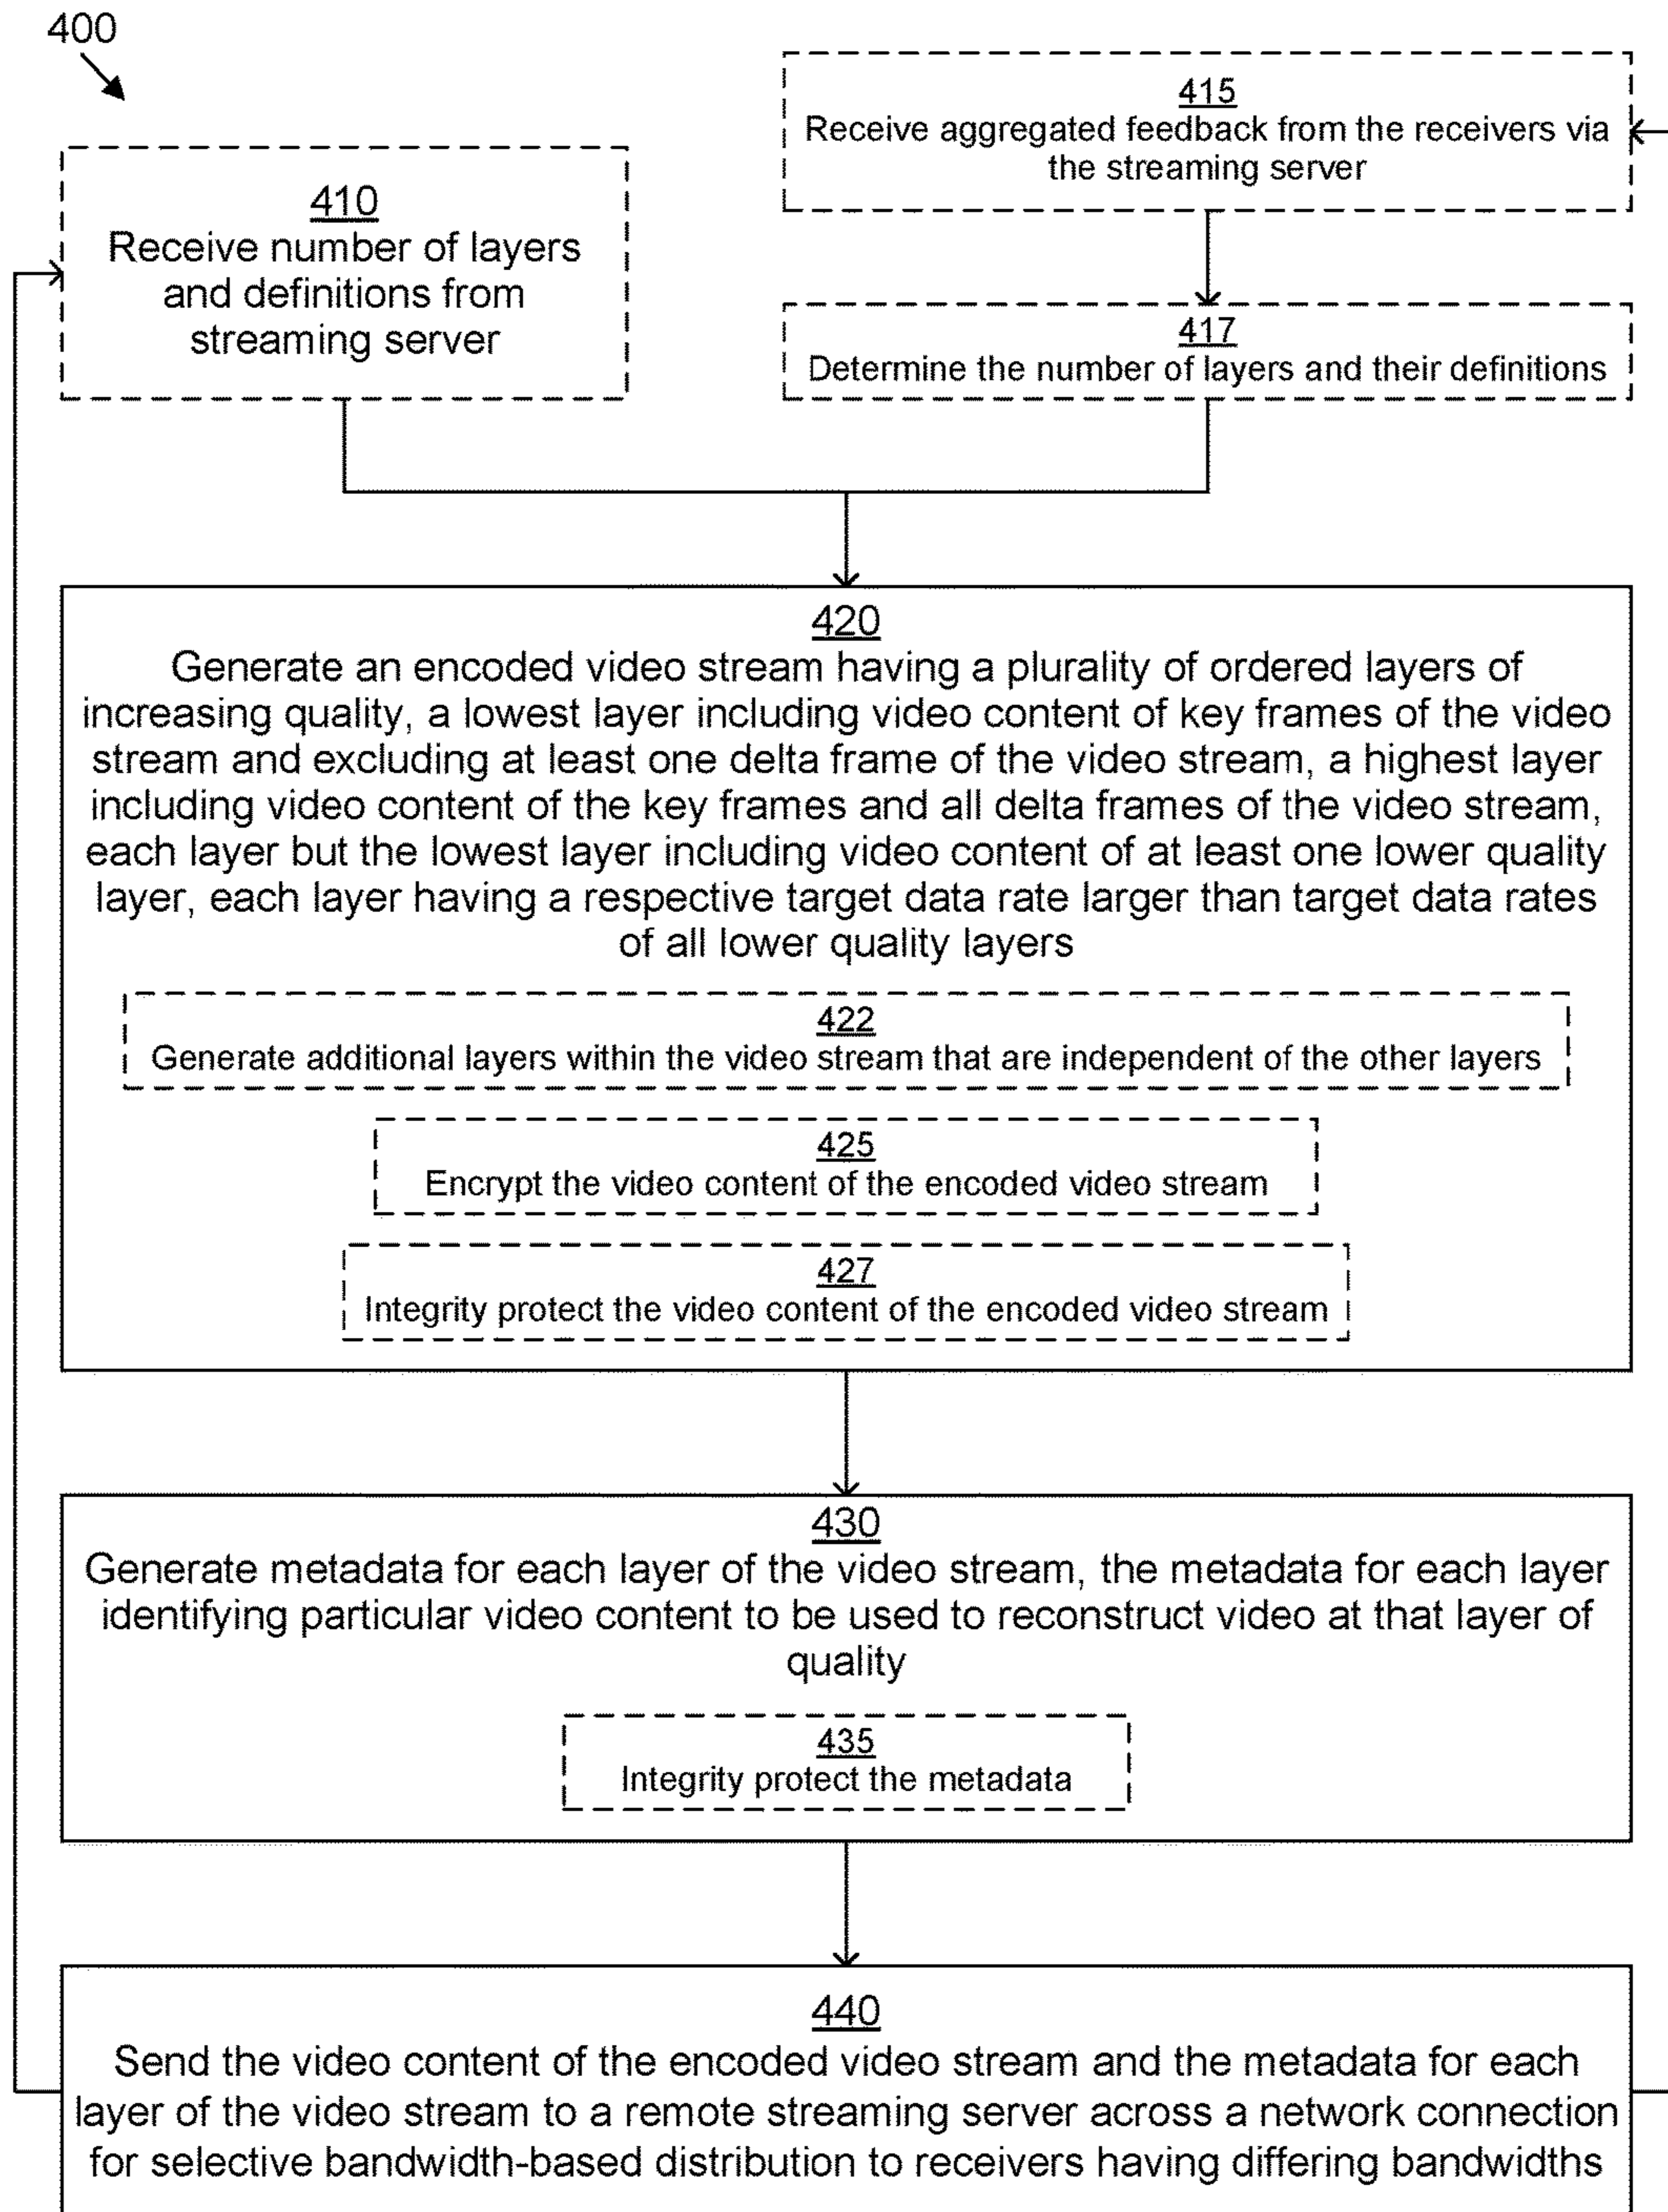 400
415
Receive aggregated feedback from the receivers via
the streaming server
410
Receive number of layers
and definitions from
streaming server
417
Determine the number of layers and their definitions
420
Generate an encoded video stream having a plurality of ordered layers of
increasing quality, a lowest layer including video content of key frames of the video
stream and excluding at least one delta frame of the video stream, a highest layer
including video content of the key frames and all delta frames of the video stream,
each layer but the lowest layer including video content of at least one lower quality
layer, each layer having a respective target data rate larger than target data rates
of all lower quality layers
422
Generate additional layers within the video stream that are independent of the other layers
425
Encrypt the video content of the encoded video stream
427
Integrity protect the video content of the encoded video stream
430
Generate metadata for each layer of the video stream, the metadata for each layer
identifying particular video content to be used to reconstruct video at that layer of
quality
435
Integrity protect the metadata
440
Send the video content of the encoded video stream and the metadata for each
layer of the video stream to a remote streaming server across a network connection
for selective bandwidth-based distribution to receivers having differing bandwidths